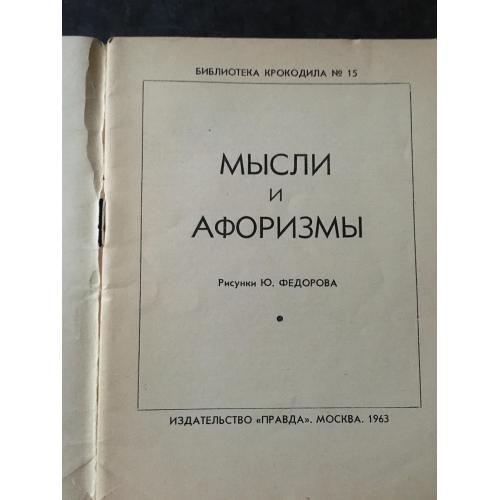 БИБЛИОТЕКА КРОКОДИЛА № 15
МЫСЛИ
И
АФОРИЗМЫ
Рисунки Ю. ФЕДОРОВА
ИЗДАТЕЛЬСТВО «ПРАВДА». МОСКВА. 1963